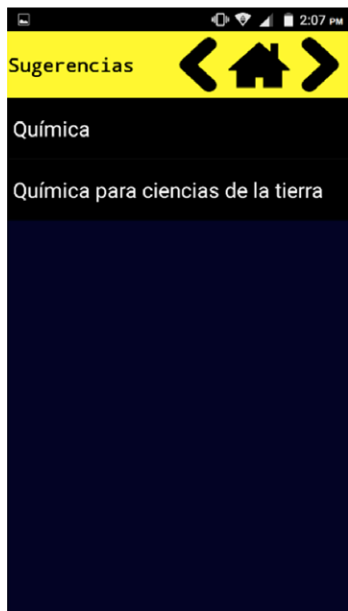 2:07 PM
Sugerencias
Química
Química para ciencias de la tierra